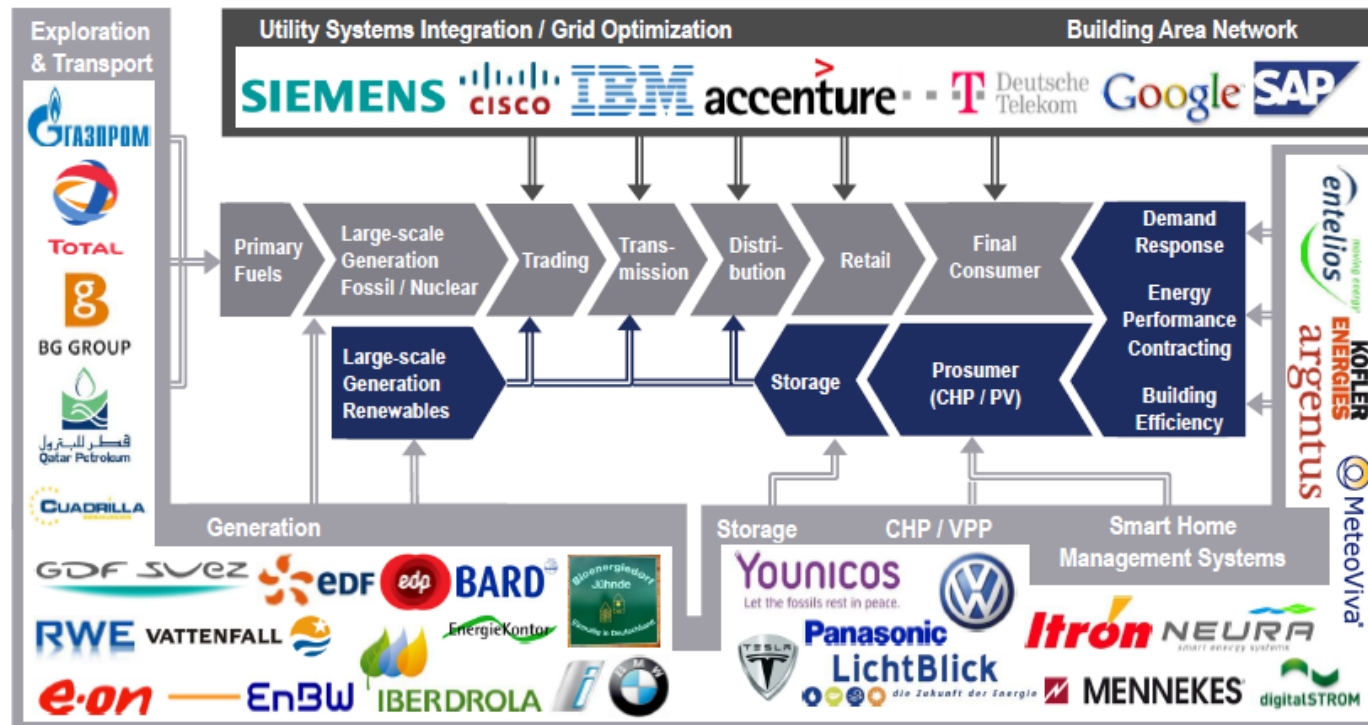 Exploration
& Transport
Utility Systems Integration / Grid Optimization
Building Area Network
SIEMENS
CISCO
IBM
accenture
T
Deutsche
Telekom
Google
SAP
ГАЗПРОМ
TOTAL
BG GROUP
قطر للبترول
Qatar Petroleum
CUADRILLA
Primary
Fuels
Large-scale
Generation
Fossil / Nuclear
Trading
Trans-
mission
Distri-
bution
Retail
Final
Consumer
Demand
Response
Energy
Performance
Contracting
Building
Efficiency
Large-scale
Generation
Renewables
Storage
Prosumer
(CHP / PV)
entelios
moving energy
KOFLER
ENERGIES
argentus
MeteoViva
Generation
GDF SUEZ
eDF
edp
BARD
Bioenergiedorf
Jühnde
RWE
VATTENFALL
EnergieKontor
e·on
EnBW
IBERDROLA
i
BMW
Storage
CHP / VPP
Smart Home
Management Systems
YOUNICOS
Let the fossils rest in peace.
TESLA
Panasonic
LichtBlick
die Zukunft der Energie
Itrón
NEURA
smart energy systems
MENNEKES
digitalSTROM